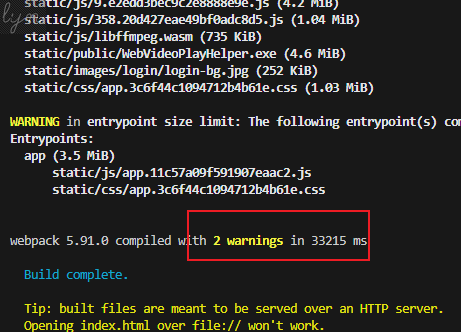 static/js/9.e2edd3bec9c2e8888e9e.js (4.2 MiB)
static/js/358.20d427eae49bf0adc8d5.js (1.04 MiB)
static/js/libffmpeg.wasm (735 KiB)
static/public/WebVideoPlayHelper.exe (4.6 MiB)
static/images/login/login-bg.jpg (252 KiB)
static/css/app.3c6f44c1094712b4b61e.css (1.03 MiB)
WARNING in entrypoint size limit: The following entrypoint(s) com
Entrypoints:
app (3.5 MiB)
static/js/app.11c57a09f591907eaac2.js
static/css/app.3c6f44c1094712b4b61e.css
webpack 5.91.0 compiled with 2 warnings in 33215 ms
Build complete.
Tip: built files are meant to be served over an HTTP server.
Opening index.html over file:// won't work.